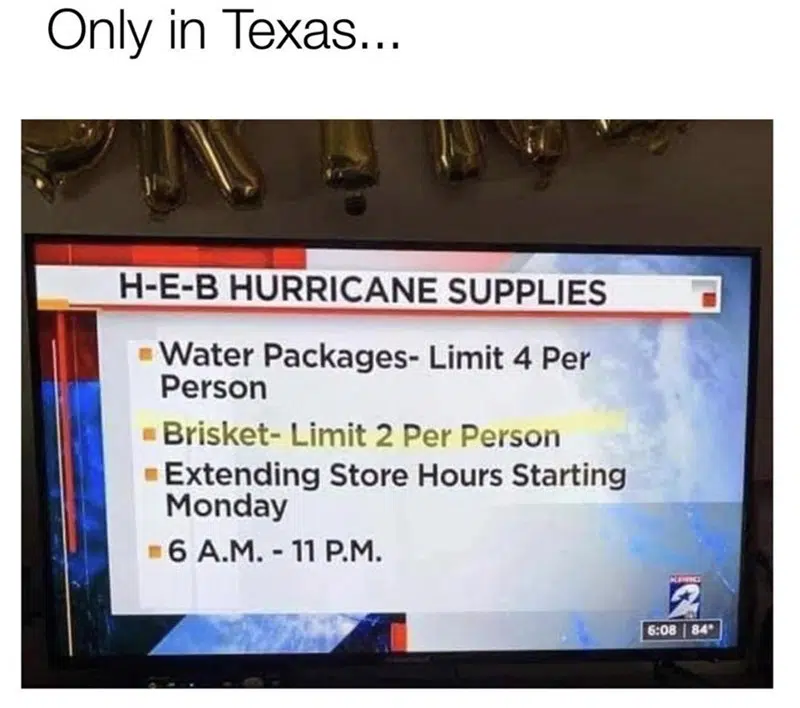 Only in Texas...
H-E-B HURRICANE SUPPLIES
Water Packages- Limit 4 Per
Person
Brisket- Limit 2 Per Person
Extending Store Hours Starting
Monday
6 A.M. - 11 P.M.
KPRC
2
6:08 | 84°